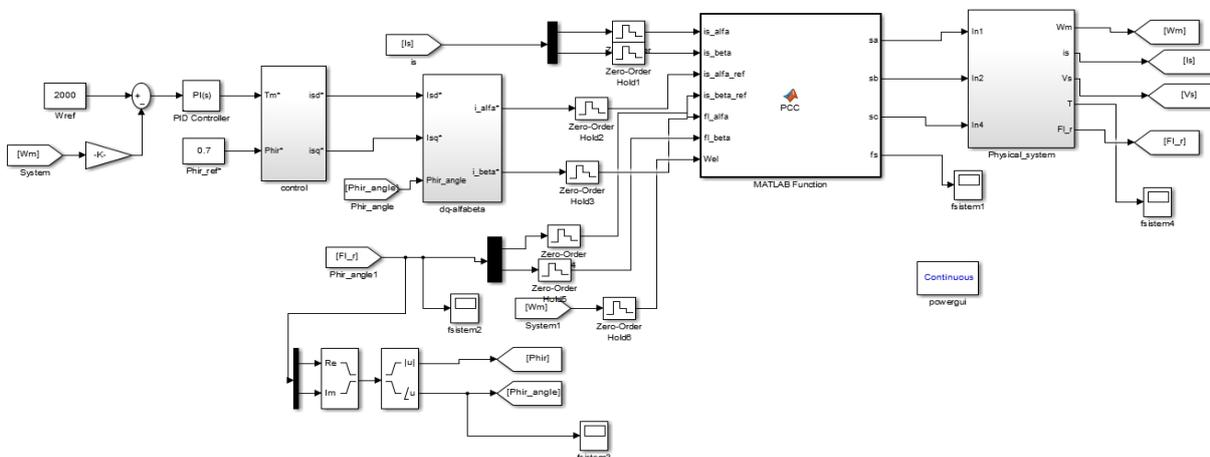 [Is]
is
Zero-Order
Hold1
is_alfa
is_beta
is_alfa_ref
is_beta_ref
fl_alfa
fl_beta
Wel
PCC
sa
sb
sc
fs
MATLAB Function
In1
In2
In4
Wm
is
Vs
T
Fl_r
Physical_system
[Wm]
[Is]
[Vs]
[Fl_r]
fsistem1
fsistem4
2000
Wref
+
-
PI(s)
PID Controller
[Wm]
System
-K-
0.7
Phir_ref*
Tm*
Phir*
isd*
isq*
control
[Phir_angle]
Phir_angle
Isd*
Isq*
Phir_angle
i_alfa*
i_beta*
dq-alfabeta
Zero-Order
Hold2
Zero-Order
Hold3
[Fl_r]
Phir_angle1
Zero-Order
Zero-Order
Hold5
fsistem2
[Wm]
System1
Zero-Order
Hold6
Continuous
powergui
Re
Im
|u|
∠u
[Phir]
[Phir_angle]